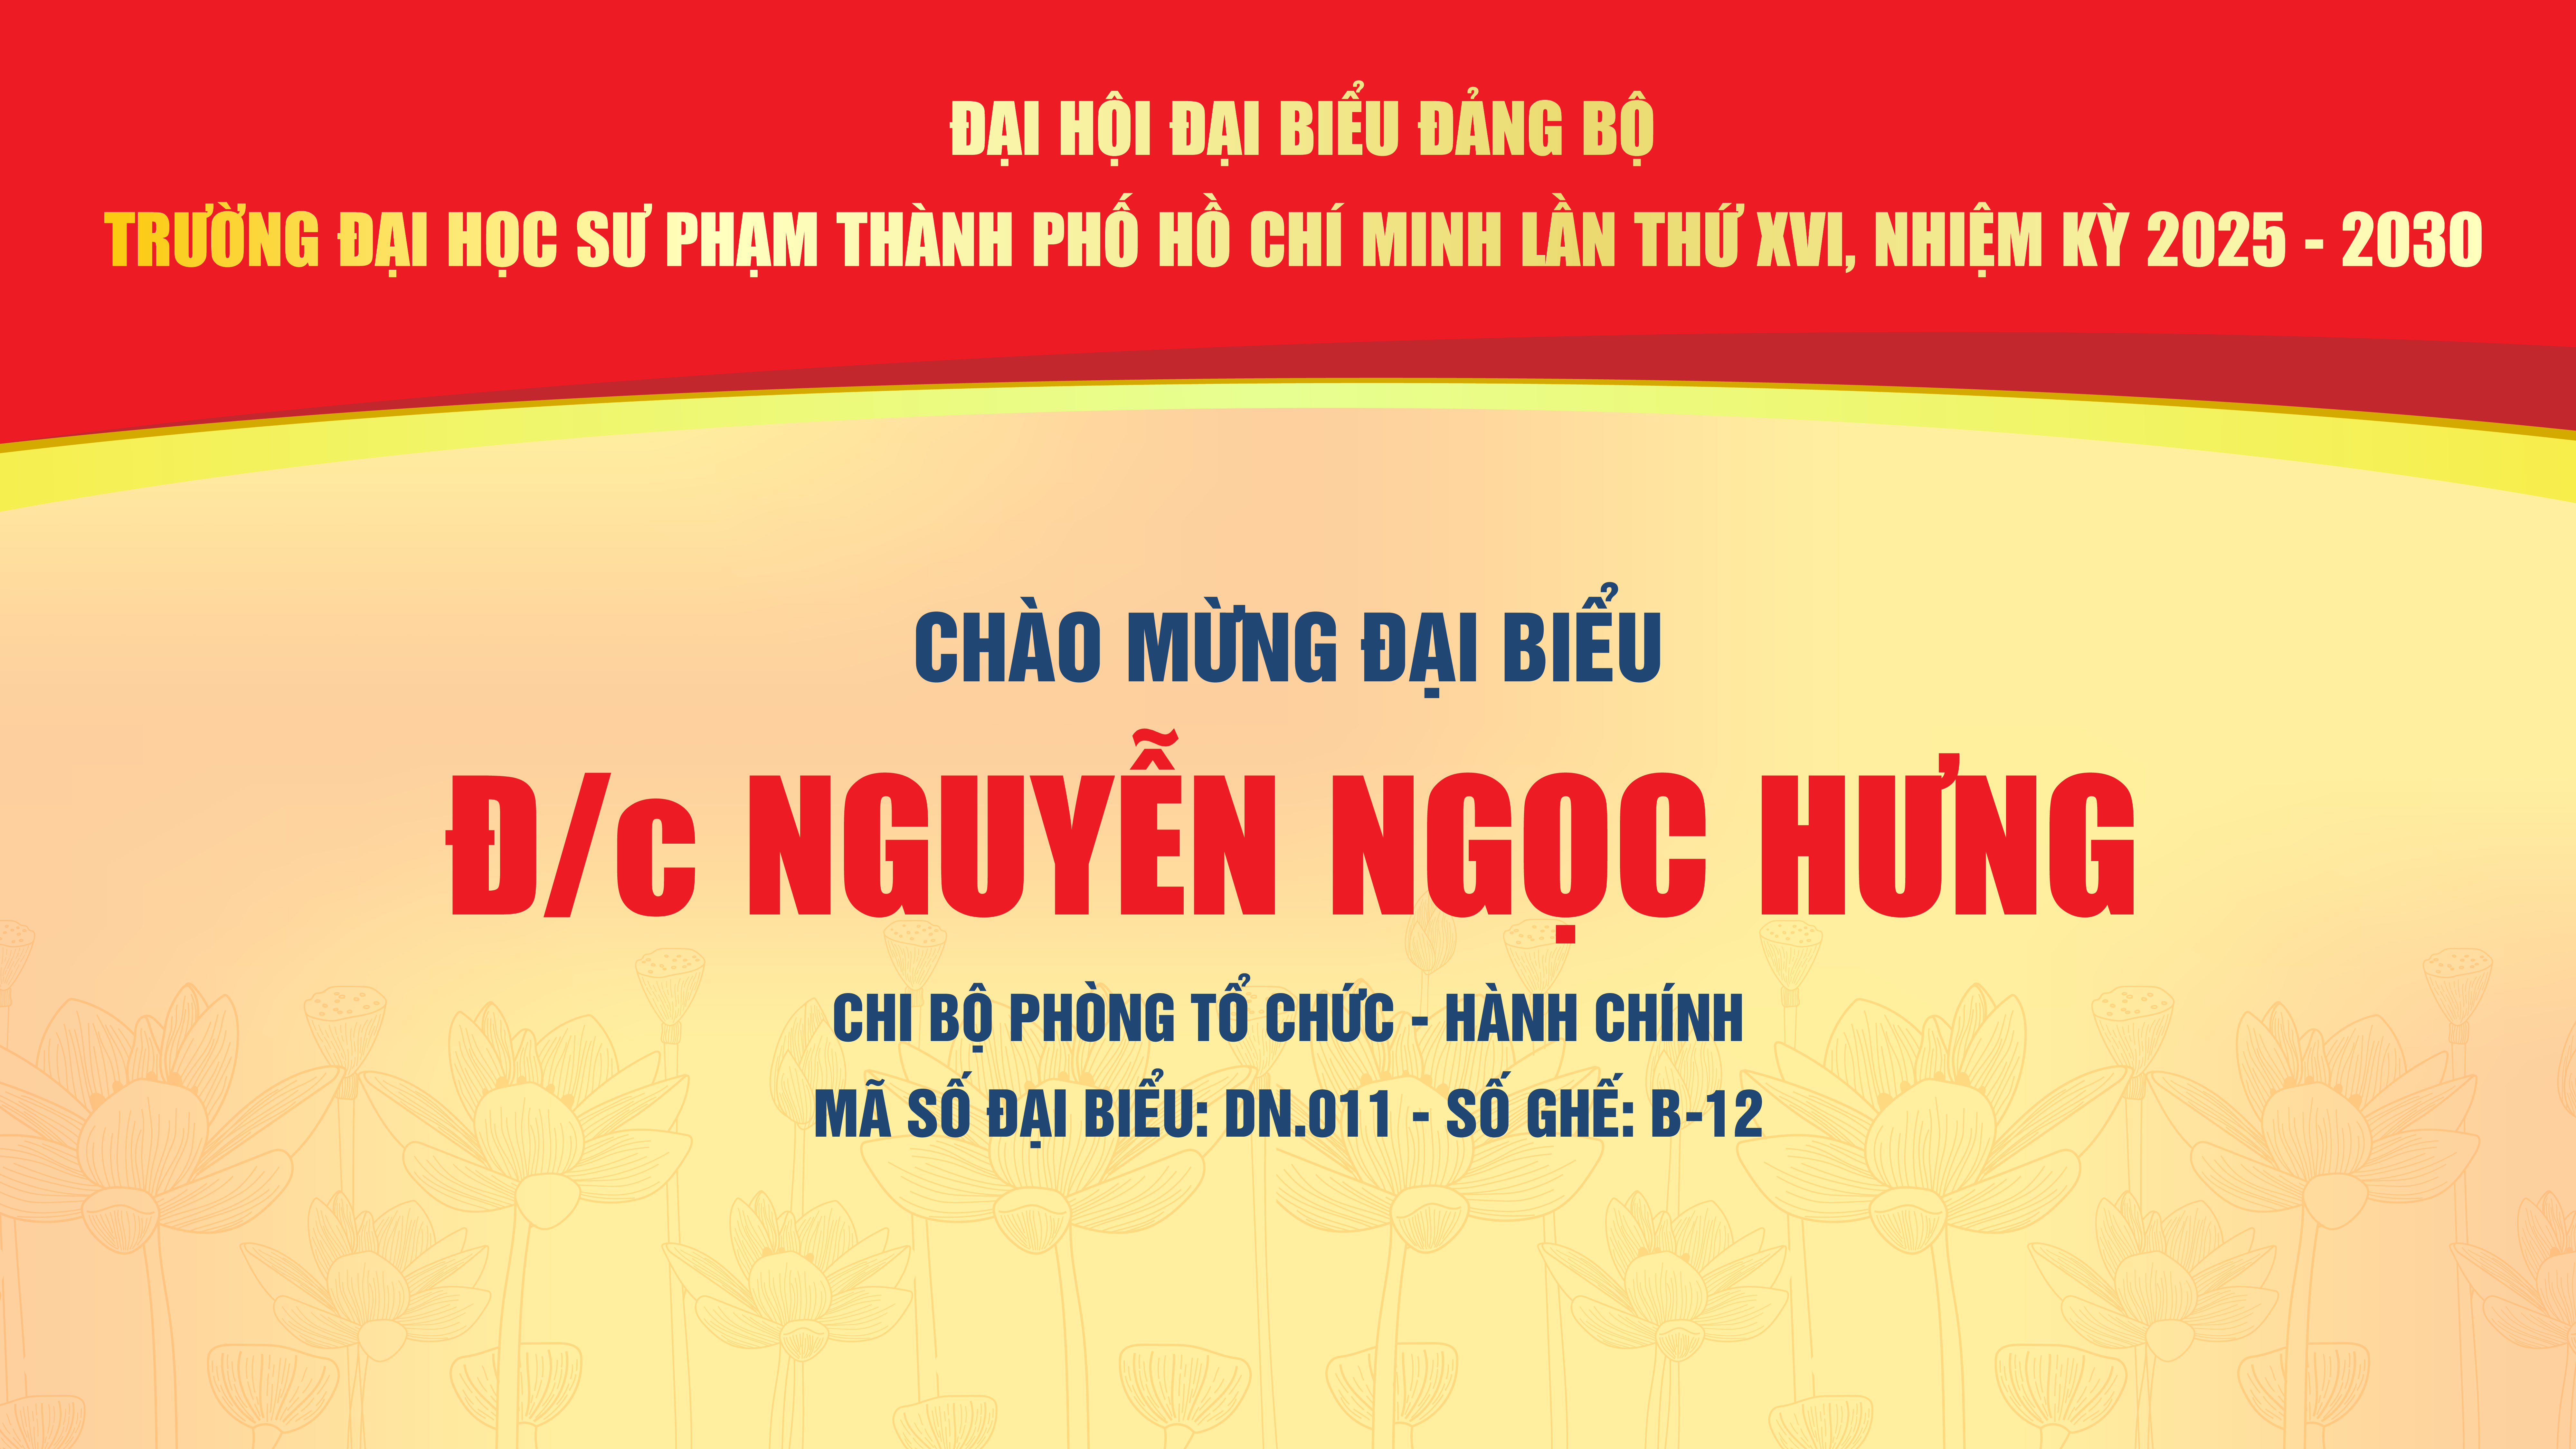 ĐẠI HỘI ĐẠI BIỂU ĐẢNG BỘ
TRƯỜNG ĐẠI HỌC SƯ PHẠM THÀNH PHỐ HỒ CHÍ MINH LẦN THỨ XVI, NHIỆM KỲ 2025 - 2030
CHÀO MỪNG ĐẠI BIỂU
Đ/c NGUYỄN NGỌC HƯNG
CHI BỘ PHÒNG TỔ CHỨC - HÀNH CHÍNH
MÃ SỐ ĐẠI BIỂU: DN.011 - SỐ GHẾ: B-12